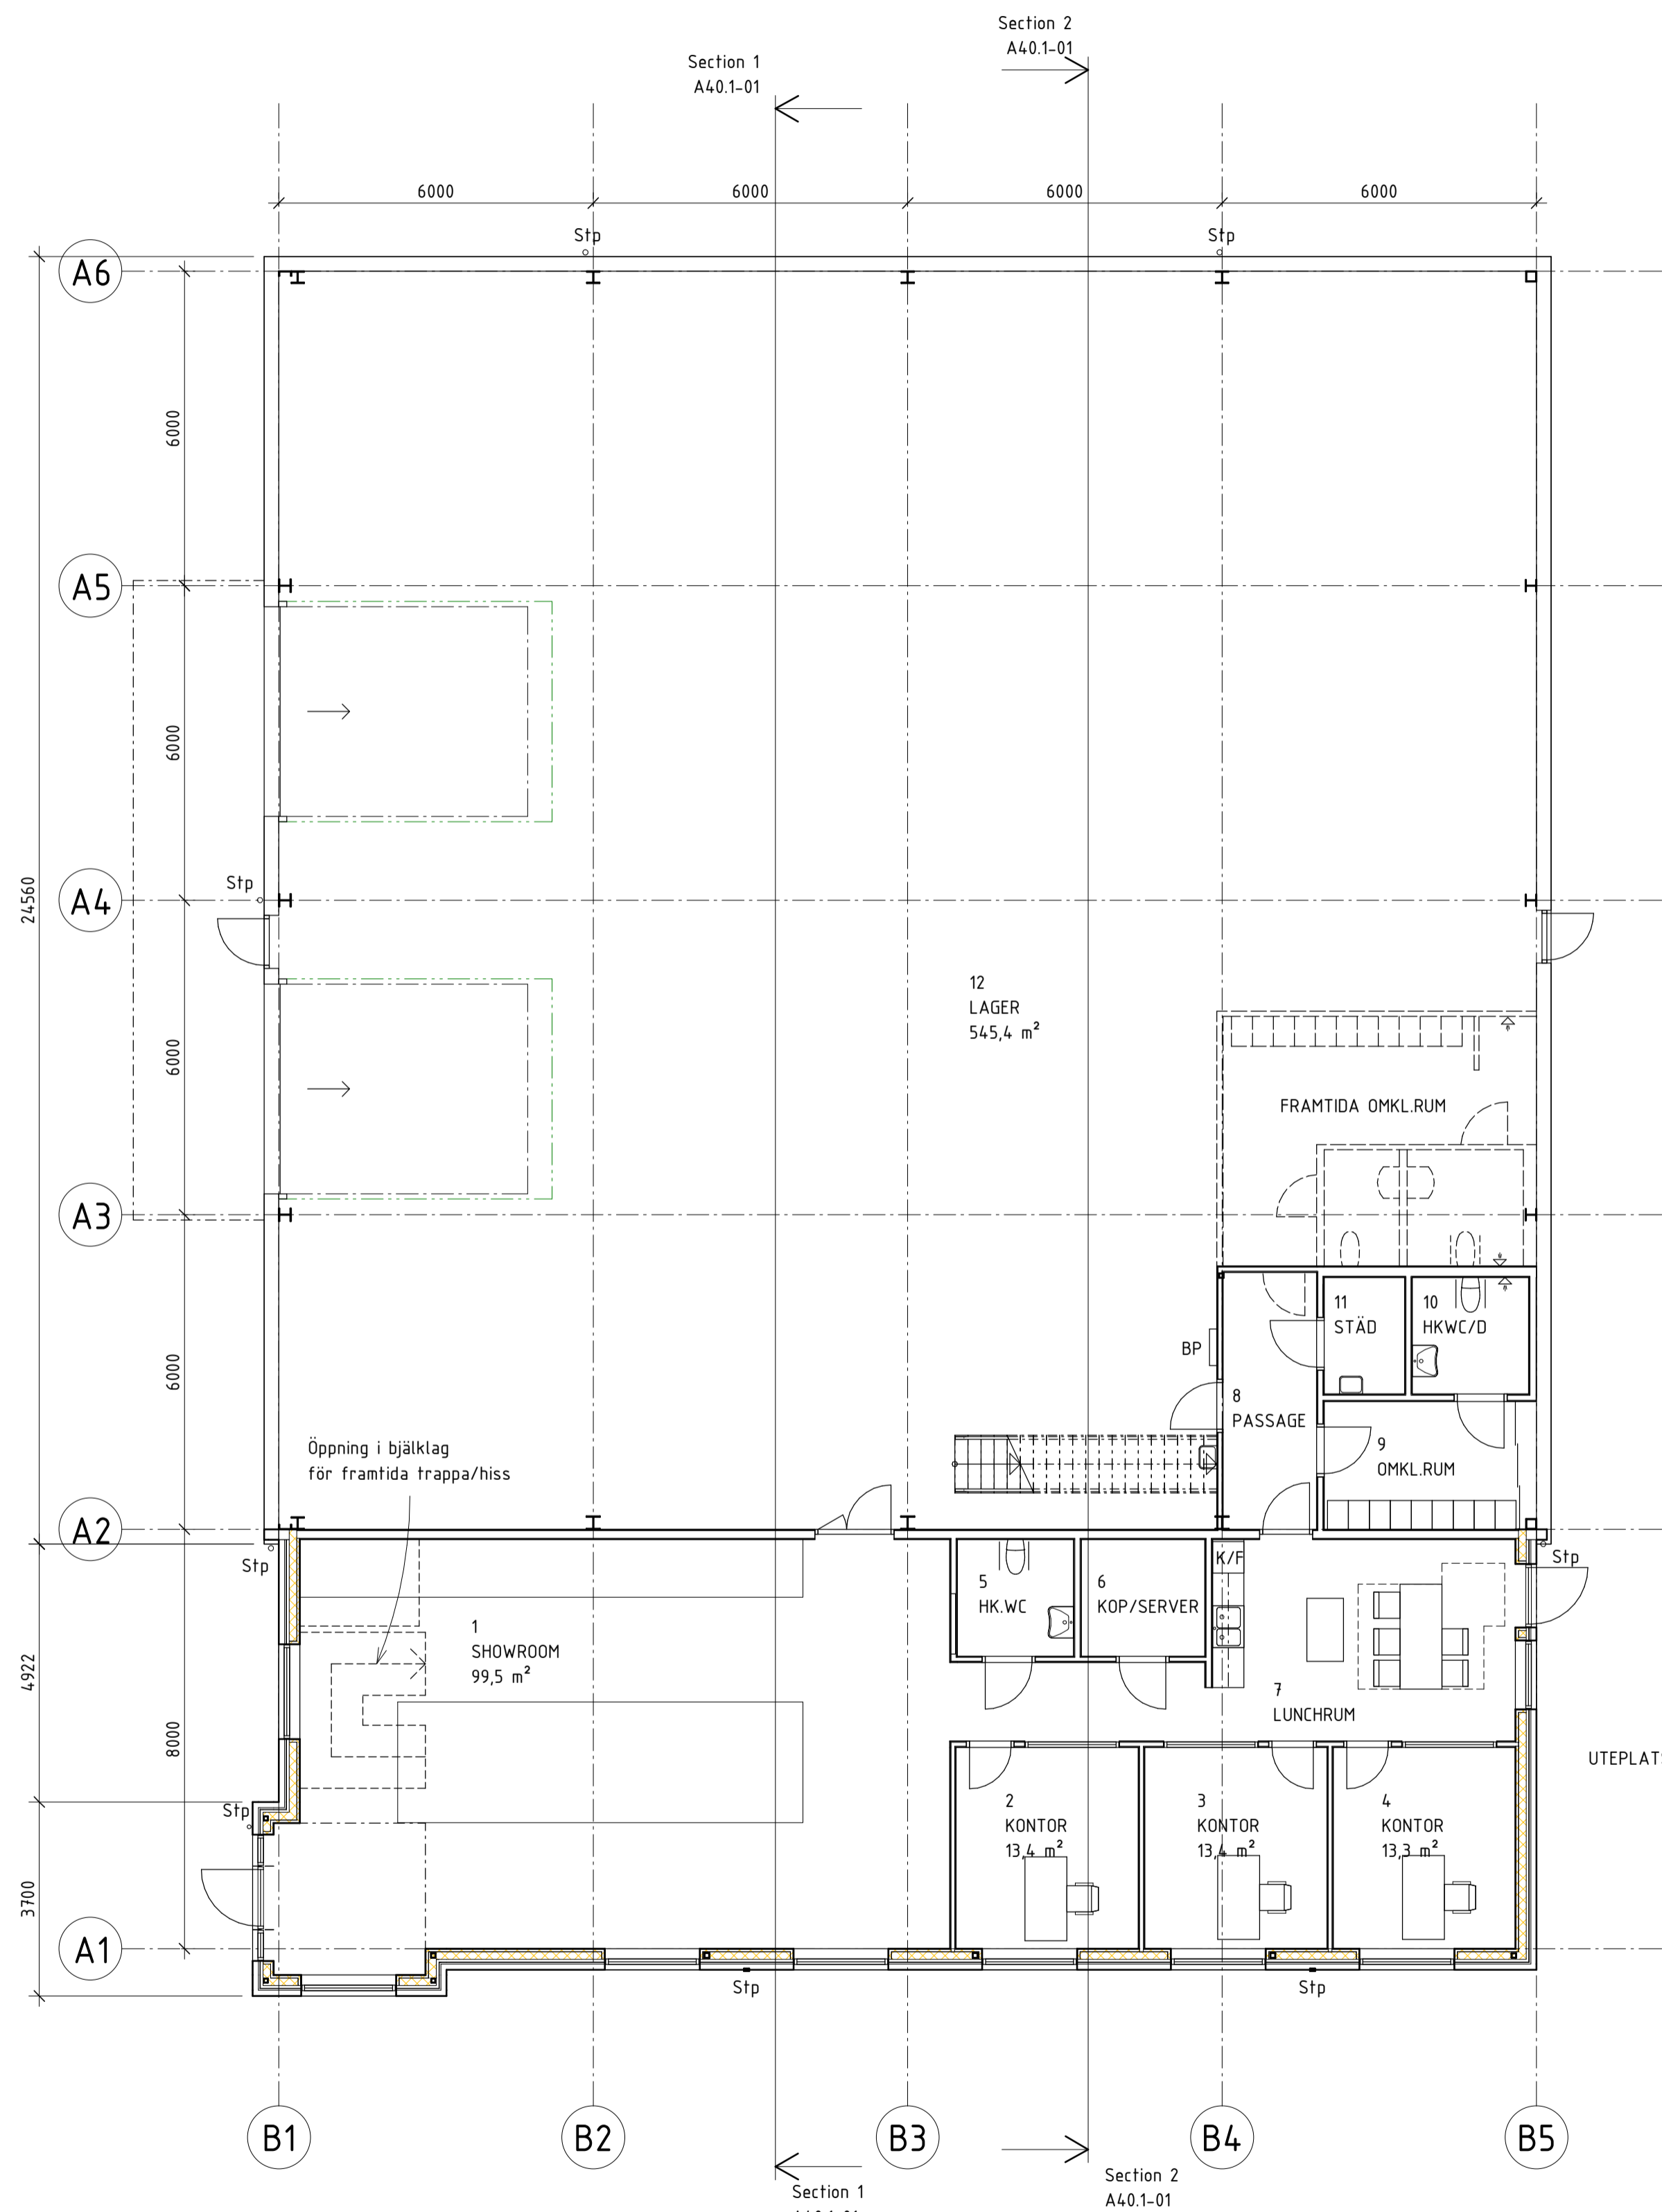 Section 2
A40.1-01
Section 1
A40.1-01
6000
6000
6000
6000
Stp
Stp
A6
6000
A5
6000
24560
Stp
A4
12
LAGER
545,4 m²
6000
FRAMTIDA OMKL.RUM
A3
11
STÄD
10
HKWC/D
BP
6000
8
PASSAGE
9
OMKL.RUM
Öppning i bjälklag
för framtida trappa/hiss
A2
Stp
K/F
Stp
5
HK.WC
6
KOP/SERVER
1
SHOWROOM
99,5 m²
4922
7
LUNCHRUM
8000
UTEPLATS
Stp
2
KONTOR
13,4 m²
3
KONTOR
13,4 m²
4
KONTOR
13,3 m²
3700
A1
Stp
Stp
B1
B2
B3
B4
B5
Section 2
A40.1-01
Section 1